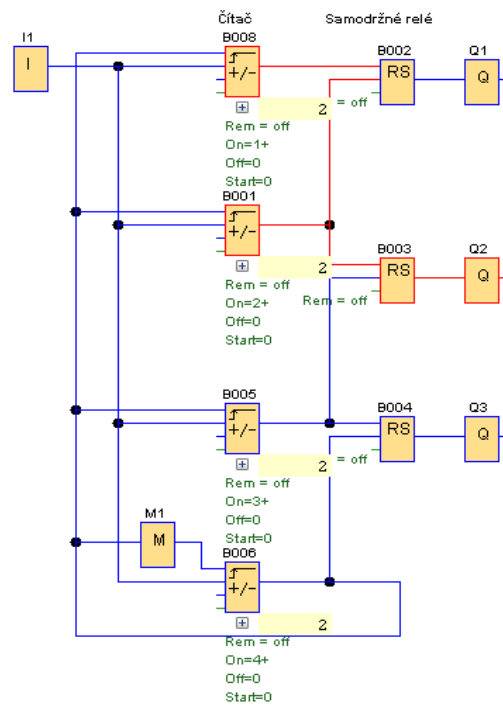 Čítač
Samodržné relé
I1
I
B008
+/-
2
Rem = off
On=1+
Off=0
Start=0
B002
RS
= off
Q1
Q
B001
+/-
2
Rem = off
On=2+
Off=0
Start=0
B003
RS
Rem = off
Q2
Q
B005
+/-
2
Rem = off
On=3+
Off=0
Start=0
B004
RS
= off
Q3
Q
M1
M
B006
+/-
2
Rem = off
On=4+
Off=0
Start=0